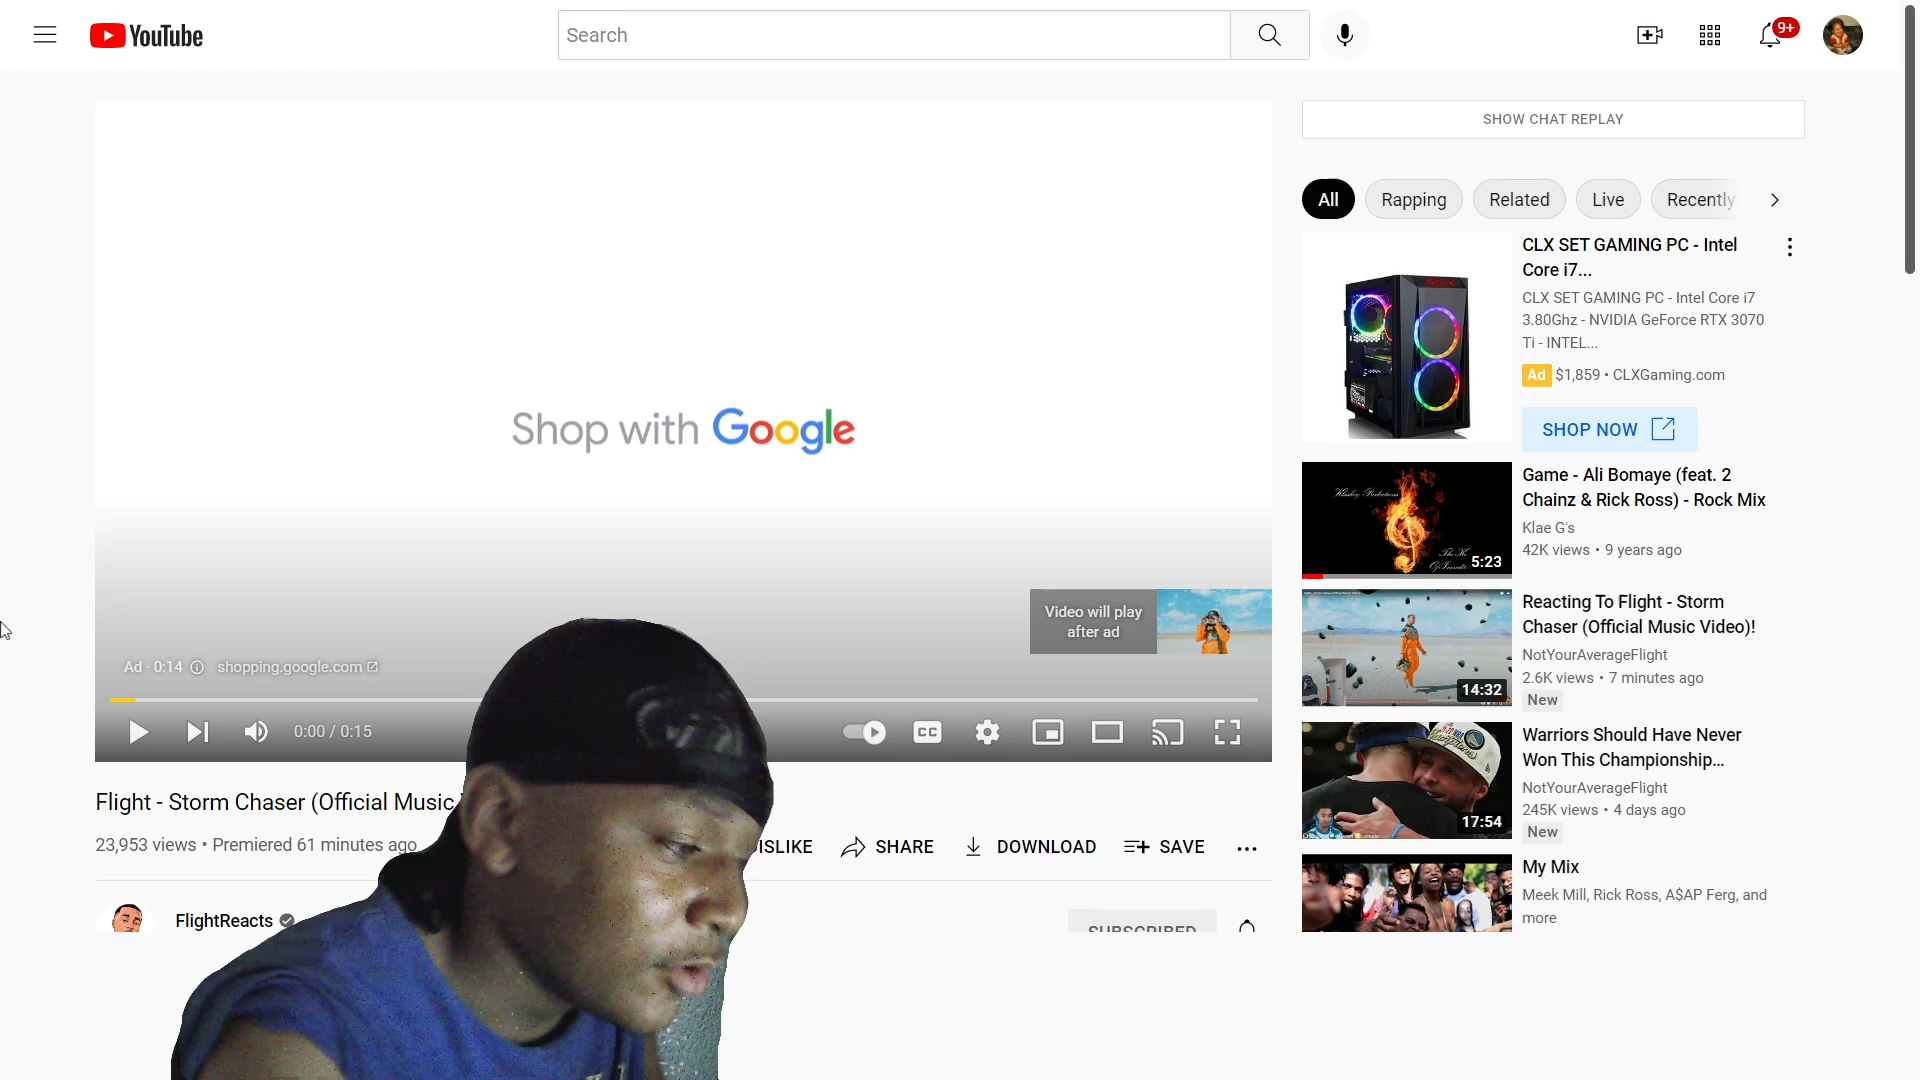 YouTube
Search
9+
Shop with Google
Video will play
after ad
Ad · 0:14
shopping.google.com
0:00 / 0:15
CC
Flight - Storm Chaser (Official Music
23,953 views • Premiered 61 minutes ago
ISLIKE
SHARE
DOWNLOAD
SAVE
FlightReacts
SUBSCRIBED
SHOW CHAT REPLAY
All
Rapping
Related
Live
Recently
CLX SET GAMING PC - Intel
Core i7...
CLX SET GAMING PC - Intel Core i7
3.80Ghz - NVIDIA GeForce RTX 3070
Ti - INTEL...
Ad $1,859 • CLXGaming.com
SHOP NOW
5:23
Game - Ali Bomaye (feat. 2
Chainz & Rick Ross) - Rock Mix
Klae G's
42K views • 9 years ago
14:32
Reacting To Flight - Storm
Chaser (Official Music Video)!
NotYourAverageFlight
2.6K views • 7 minutes ago
New
17:54
Warriors Should Have Never
Won This Championship...
NotYourAverageFlight
245K views • 4 days ago
New
My Mix
Meek Mill, Rick Ross, A$AP Ferg, and
more